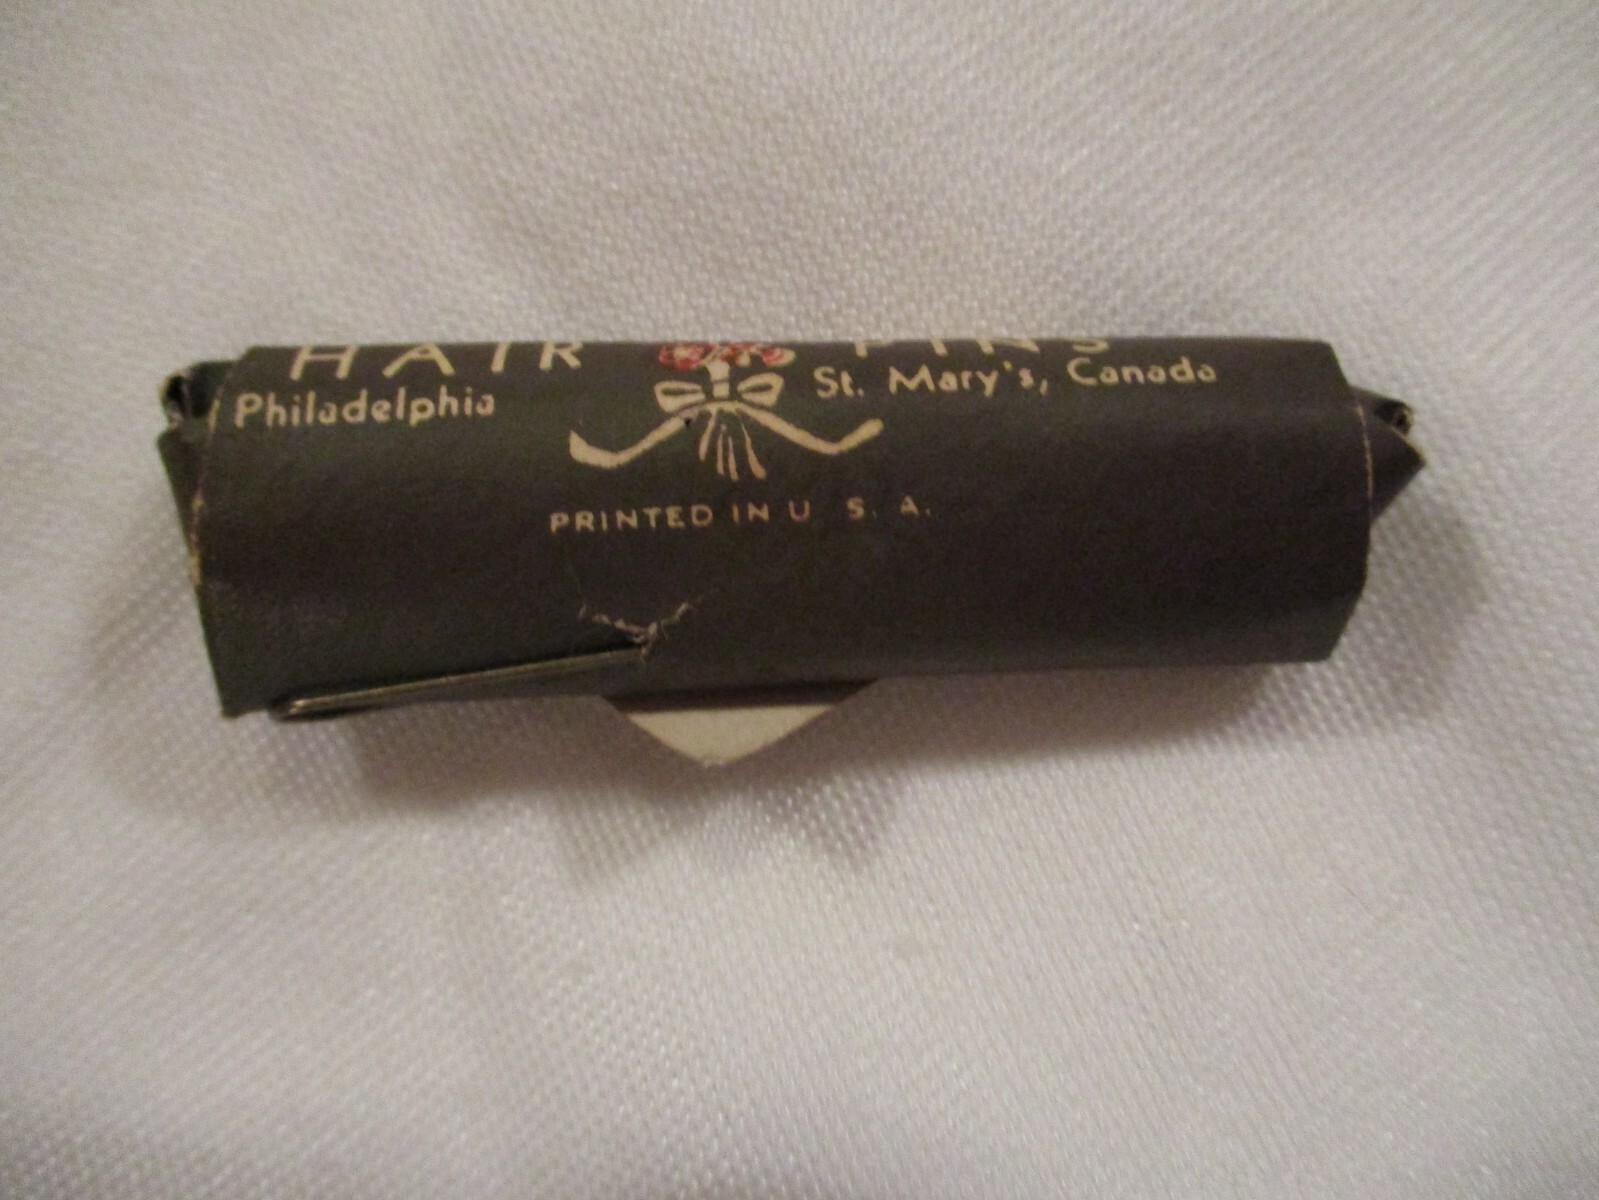 HAIR PINS
Philadelphia St. Mary's, Canada
PRINTED IN U S. A.